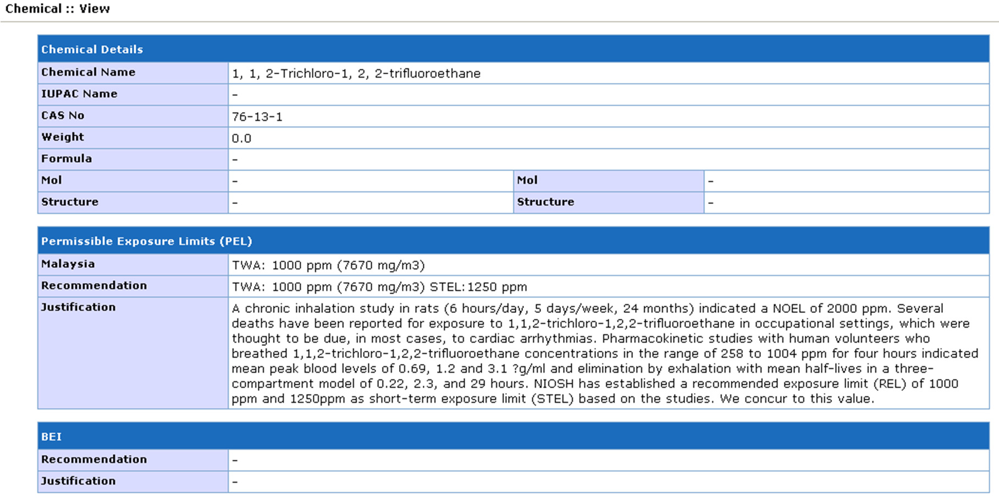 Chemical :: View
Chemical Details
Chemical Name 1, 1, 2-Trichloro-1, 2, 2-trifluoroethane
IUPAC Name -
CAS No 76-13-1
Weight 0.0
Formula -
Mol - Mol -
Structure - Structure -
Permissible Exposure Limits (PEL)
Malaysia TWA: 1000 ppm (7670 mg/m3)
Recommendation TWA: 1000 ppm (7670 mg/m3) STEL:1250 ppm
Justification A chronic inhalation study in rats (6 hours/day, 5 days/week, 24 months) indicated a NOEL of 2000 ppm. Several
deaths have been reported for exposure to 1,1,2-trichloro-1,2,2-trifluoroethane in occupational settings, which were
thought to be due, in most cases, to cardiac arrhythmias. Pharmacokinetic studies with human volunteers who
breathed 1,1,2-trichloro-1,2,2-trifluoroethane concentrations in the range of 258 to 1004 ppm for four hours indicated
mean peak blood levels of 0.69, 1.2 and 3.1 ?g/ml and elimination by exhalation with mean half-lives in a three-
compartment model of 0.22, 2.3, and 29 hours. NIOSH has established a recommended exposure limit (REL) of 1000
ppm and 1250ppm as short-term exposure limit (STEL) based on the studies. We concur to this value.
BEI
Recommendation -
Justification -